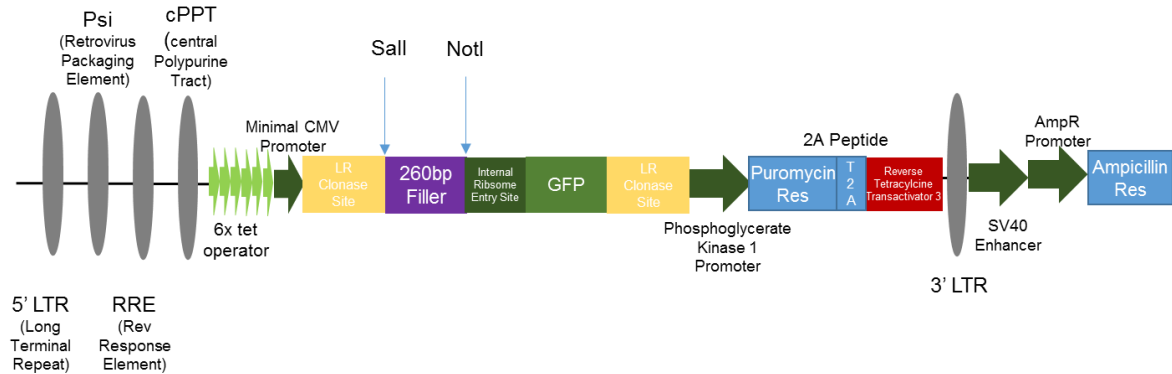 Psi
(Retrovirus
Packaging
Element)
cPPT
(central
Polypurine
Tract)
SalI
NotI
Minimal CMV
Promoter
LR
Clonase
Site
260bp
Filler
Internal
Ribsome
Entry Site
GFP
LR
Clonase
Site
2A Peptide
Puromycin
Res
T
2
A
Reverse
Tetracylcine
Transactivator 3
AmpR
Promoter
Ampicillin
Res
6x tet
operator
Phosphoglycerate
Kinase 1
Promoter
SV40
Enhancer
3’ LTR
5’ LTR
(Long
Terminal
Repeat)
RRE
(Rev
Response
Element)